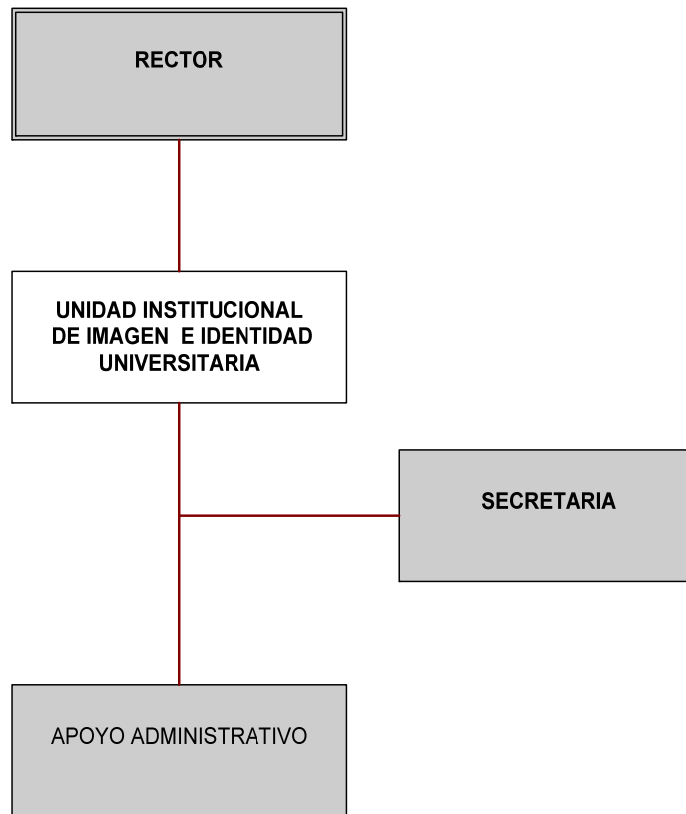 RECTOR
UNIDAD INSTITUCIONAL
DE IMAGEN E IDENTIDAD
UNIVERSITARIA
SECRETARIA
APOYO ADMINISTRATIVO